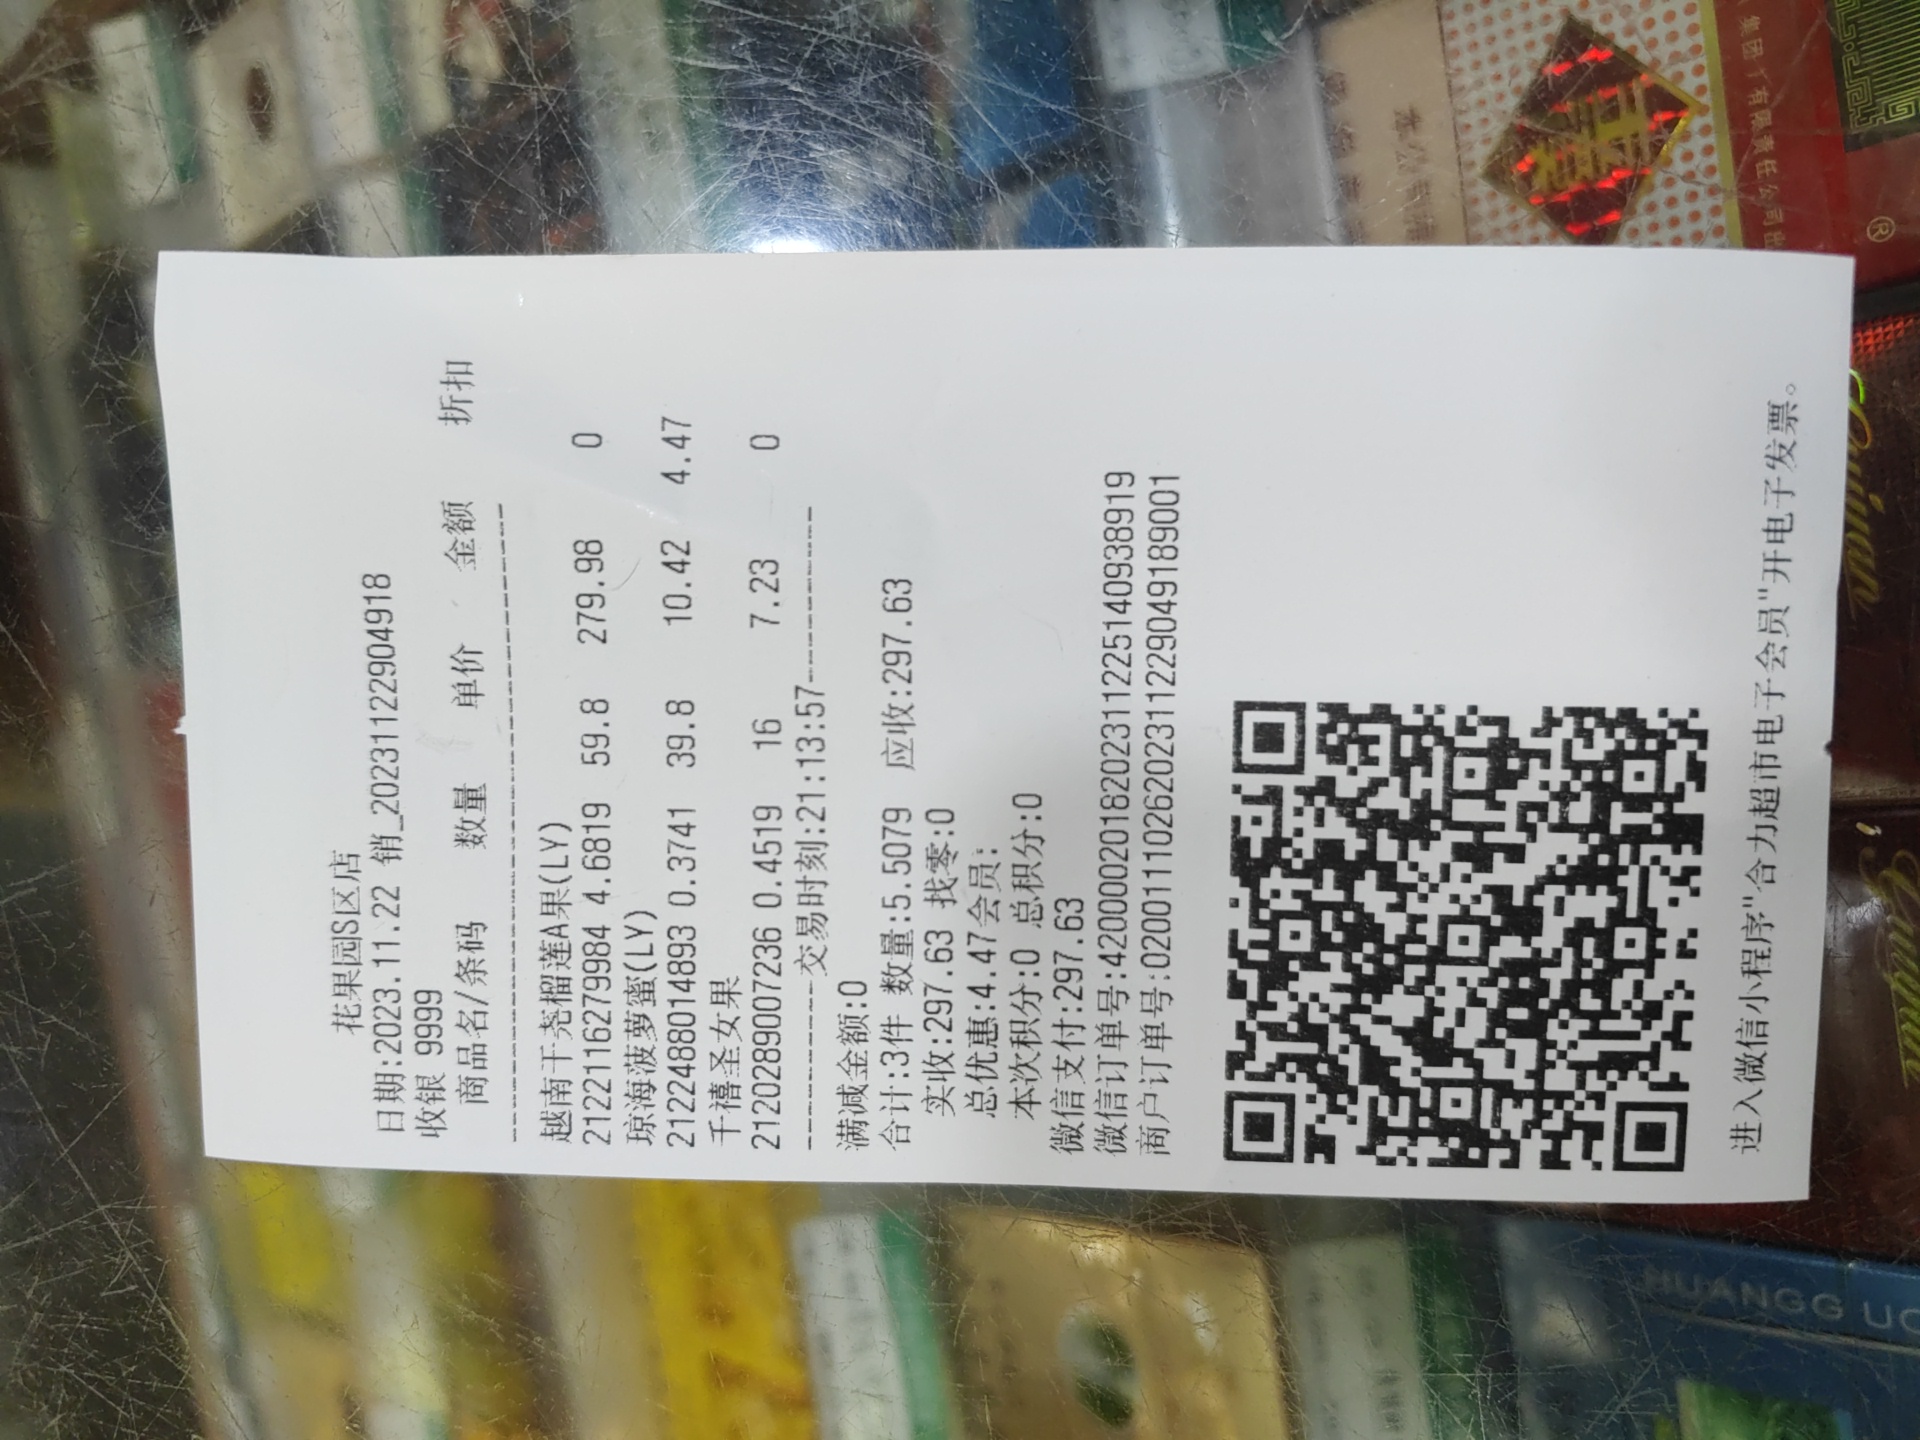 花果园S区店
日期:2023.11.22 销_20231122904918
收银 9999
商品名/条码 数量 单价 金额 折扣
越南干尧榴莲A果(LY)
2122116279984 4.6819 59.8 279.98 0
琼海菠萝蜜(LY)
2122488014893 0.3741 39.8 10.42 4.47
千禧圣女果
2120289007236 0.4519 16 7.23 0
----------交易时刻:21:13:57----------
满减金额:0
合计:3件 数量:5.5079 应收:297.63
实收:297.63 找零:0
总优惠:4.47会员:
本次积分:0 总积分:0
微信支付:297.63
微信订单号:4200002018202311225140938919
商户订单号:02001110262023112290491 89001
进入微信小程序"合力超市电子会员"开电子发票。
HUANGG UO